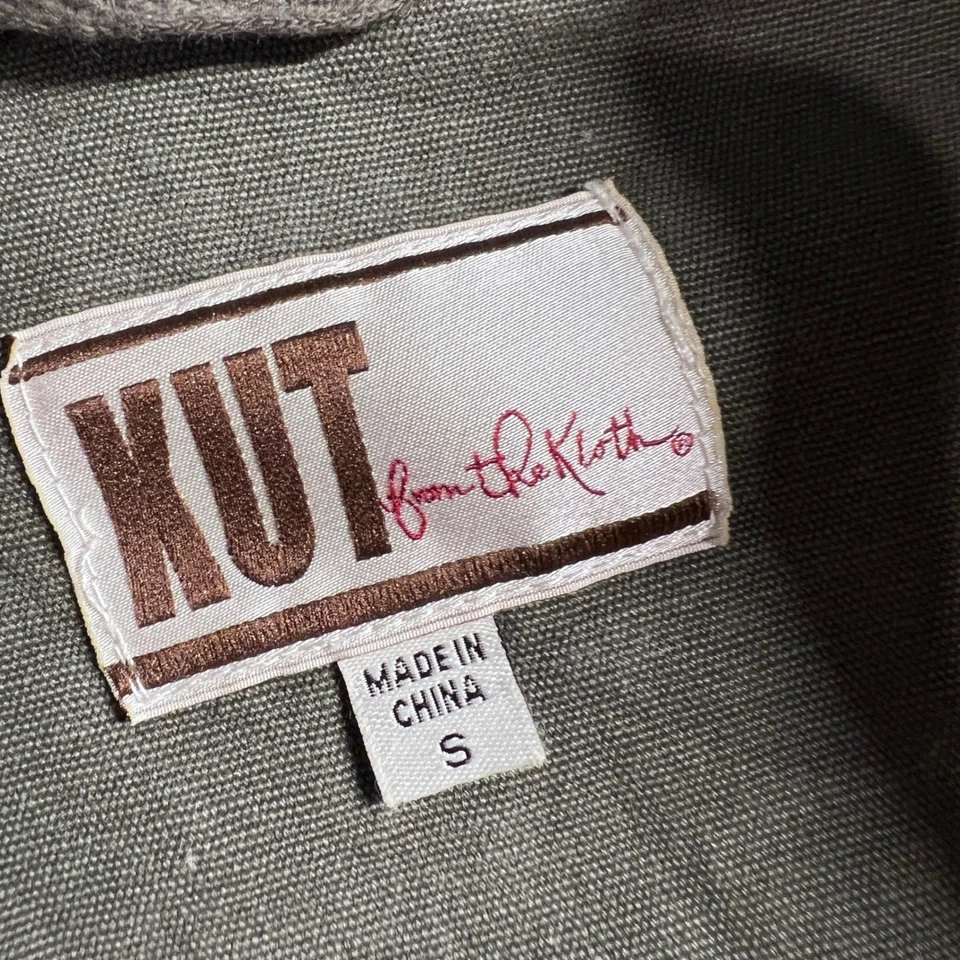 KUT from the Kloth®
MADE IN
CHINA
S